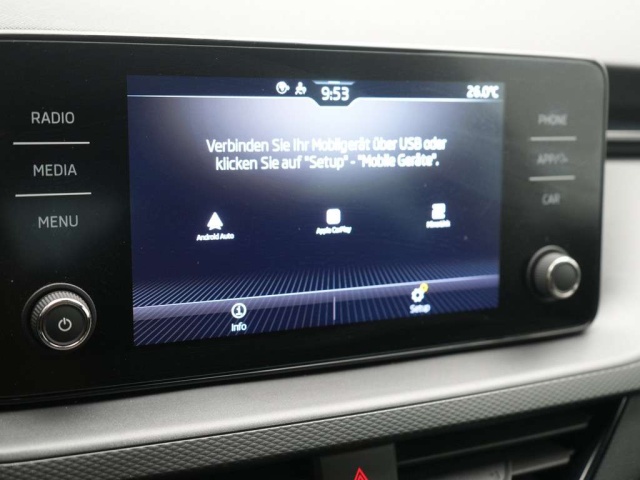 9:53
26.0°C
RADIO
MEDIA
MENU
Verbinden Sie Ihr Mobilgerät über USB oder
klicken Sie auf "Setup" - "Mobile Geräte".
PHONE
CAR
Android Auto
Apple CarPlay
MirrorLink
Info
Setup